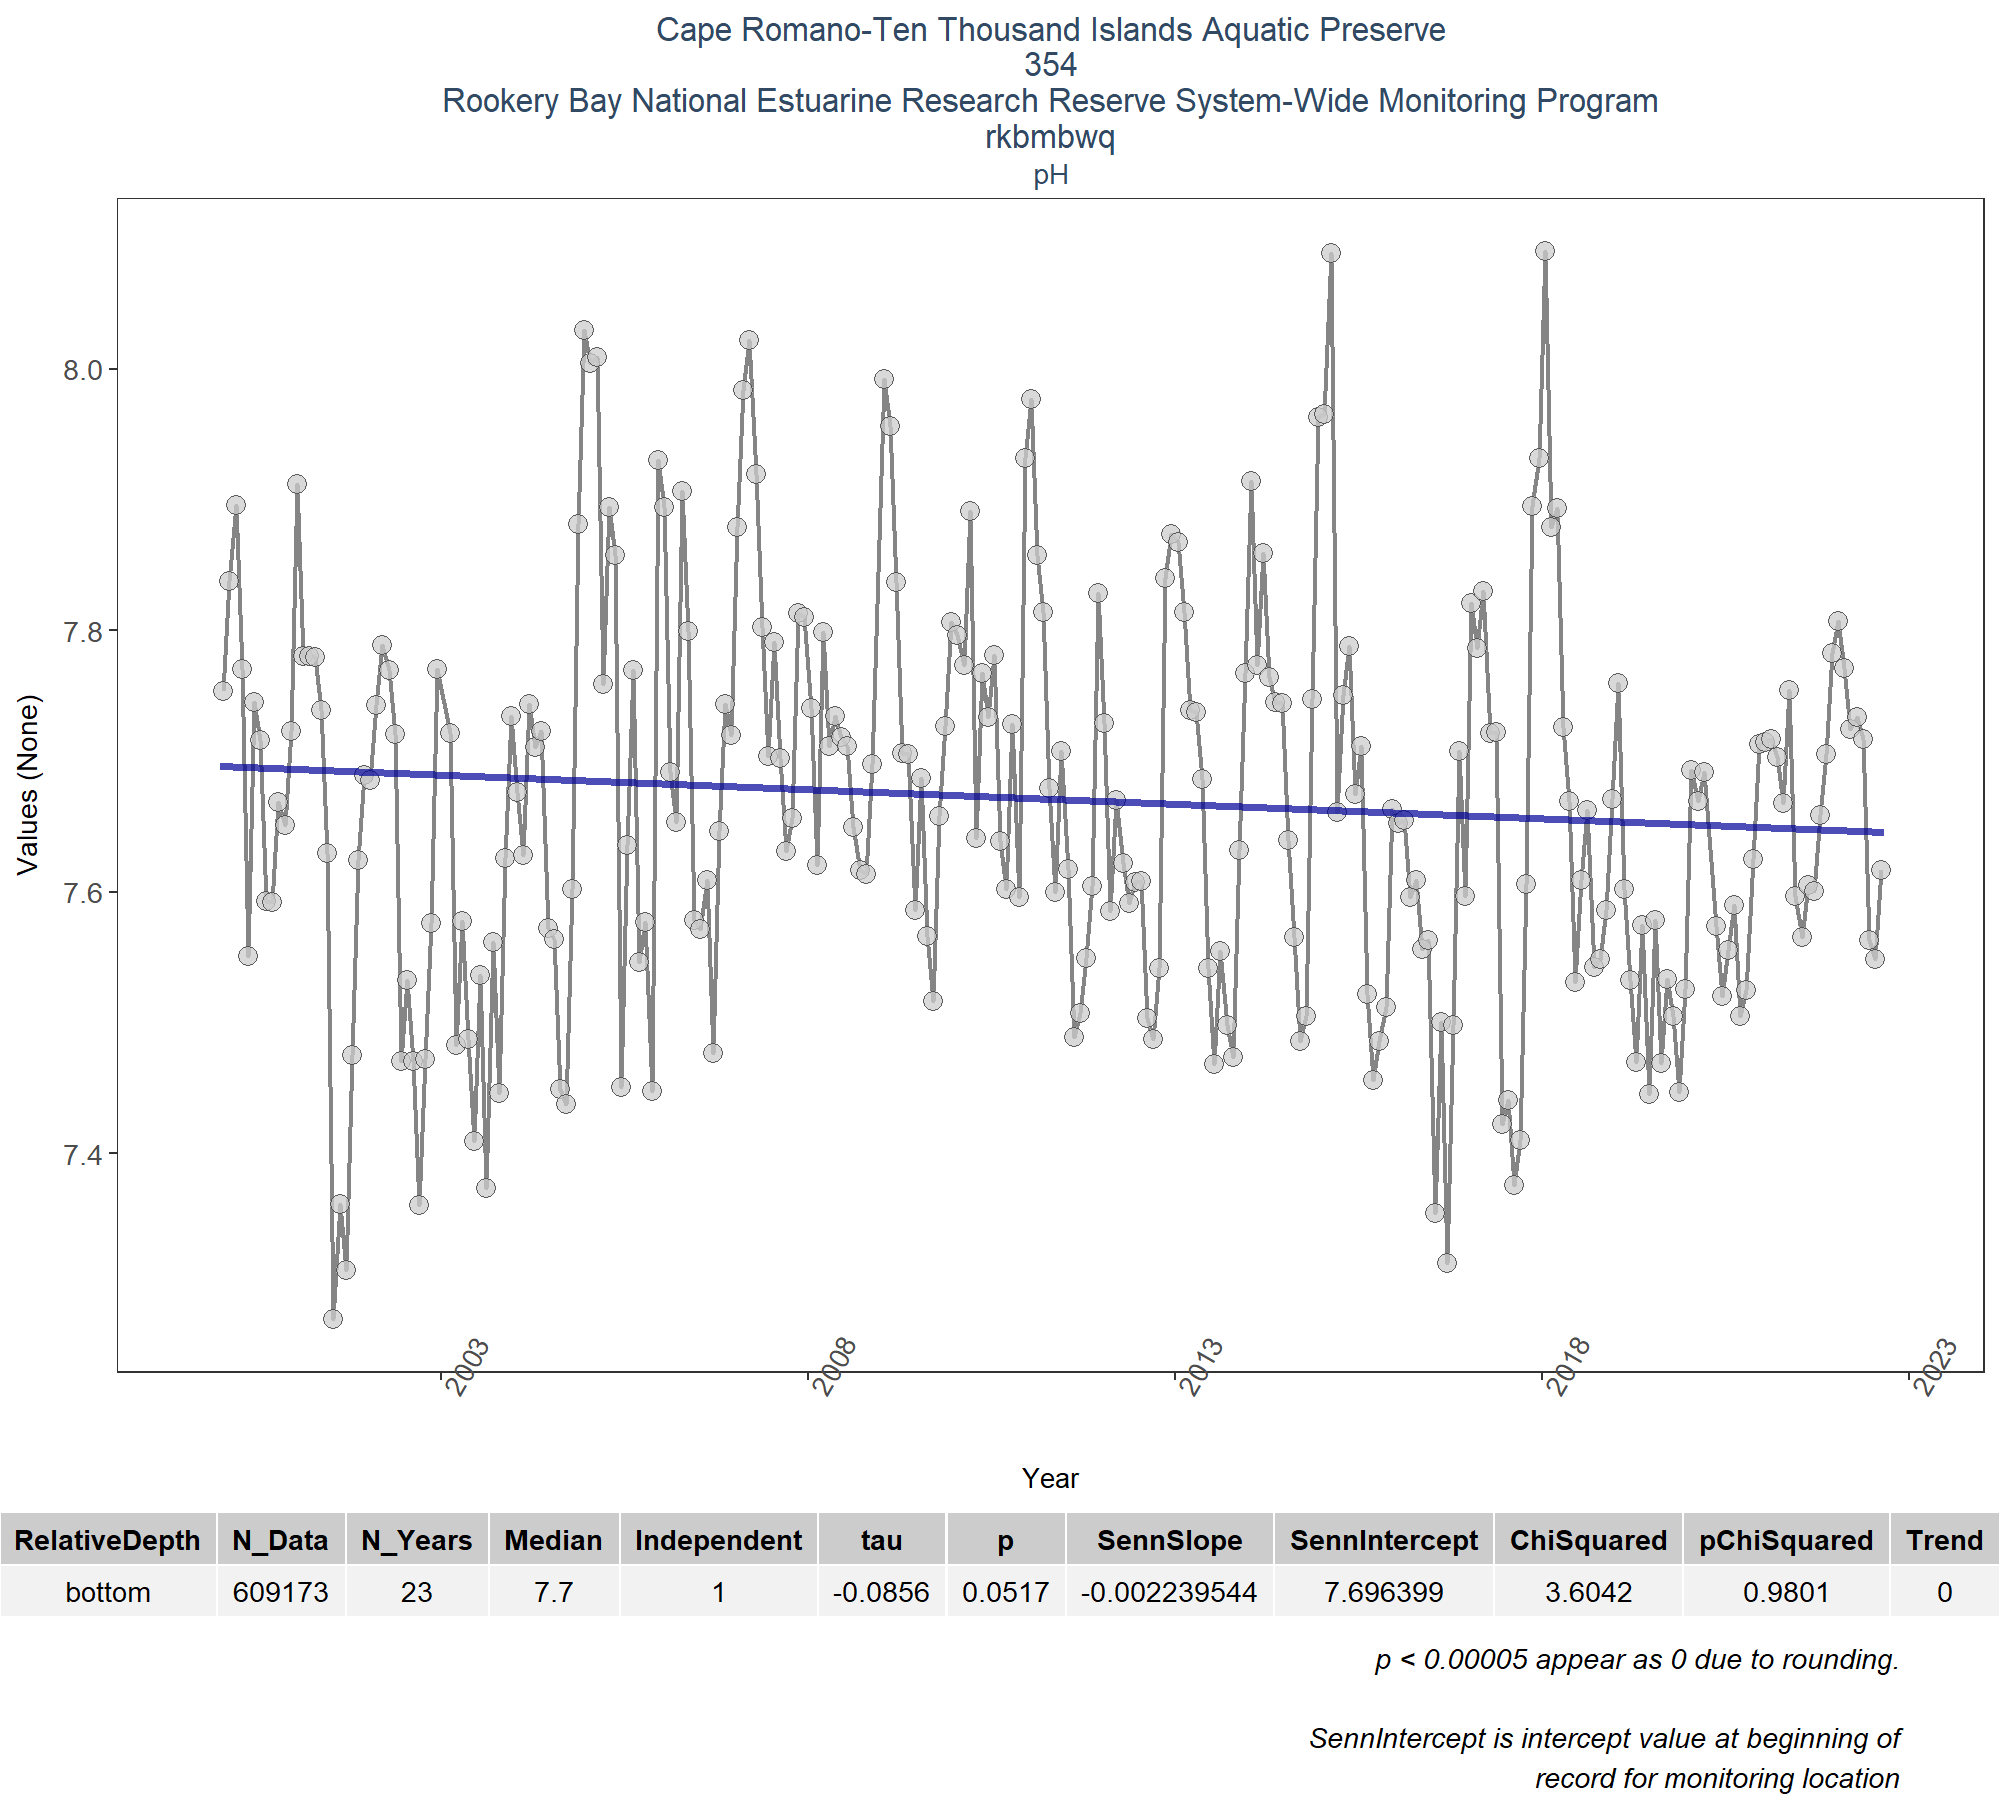 Cape Romano-Ten Thousand Islands Aquatic Preserve
354
Rookery Bay National Estuarine Research Reserve System-Wide Monitoring Program
rkbmbwq
pH
Values (None)
8.0
7.8
7.6
7.4
2003 2008 2013 2018 2023
Year
RelativeDepth N_Data N_Years Median Independent tau p SennSlope SennIntercept ChiSquared pChiSquared Trend
bottom 609173 23 7.7 1 -0.0856 0.0517 -0.002239544 7.696399 3.6042 0.9801 0
p < 0.00005 appear as 0 due to rounding.
SennIntercept is intercept value at beginning of
record for monitoring location